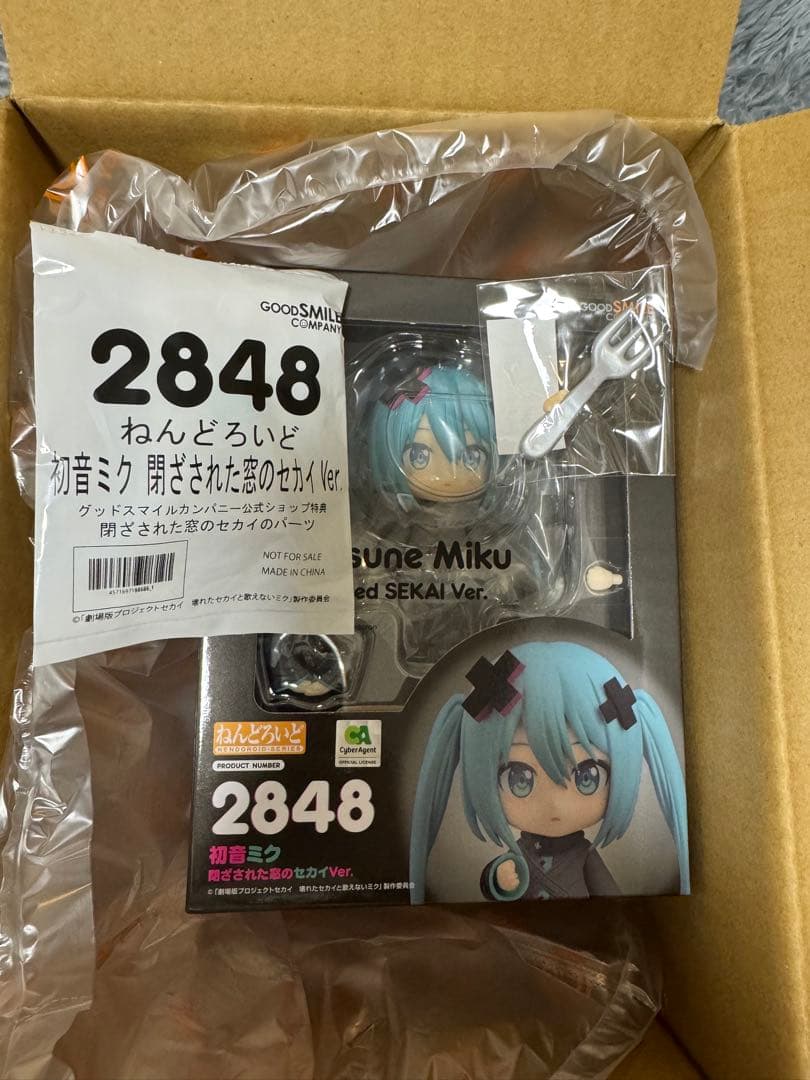 GOOD SMILE
COMPANY
2848
ねんどろいど
初音ミク 閉ざされた窓のセカイ Ver.
グッドスマイルカンパニー公式ショップ特典
閉ざされた窓のセカイのパーツ
NOT FOR SALE
MADE IN CHINA
©「劇場版プロジェクトセカイ 壊れたセカイと歌えないミク」製作委員会
GOOD SMILE
sune Miku
ed SEKAI Ver.
ねんどろいど
NENDOROID-SERIES
PRODUCT NUMBER
CA
CyberAgent
OFFICIAL LICENSE
2848
初音ミク
閉ざされた窓のセカイVer.
©「劇場版プロジェクトセカイ 壊れたセカイと歌えないミク」製作委員会